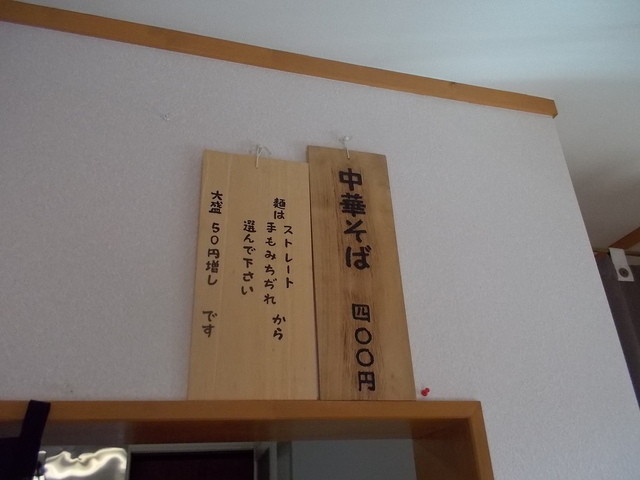 中華そば 四〇〇円
ストレート
麺は 手もみちぢれ から
選んで下さい
大盛 50円増し です